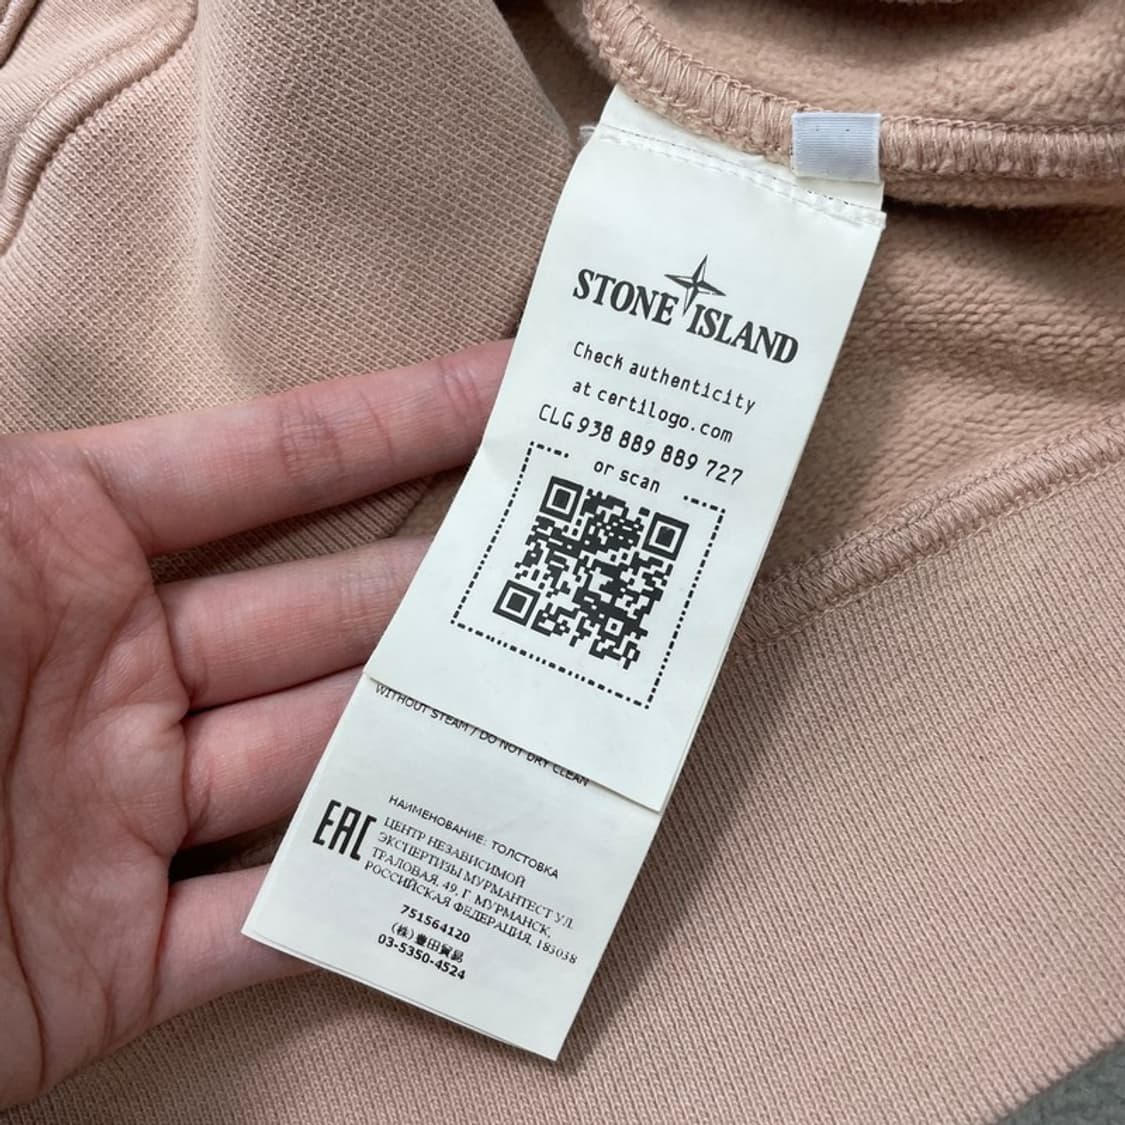 STONE ISLAND
Check authenticity
at certilogo.com
CLG 938 889 889 727
or scan
WITHOUT STEAM / DO NOT DRY CLEAN
EAC
НАИМЕНОВАНИЕ: ТОЛСТОВКА
ЦЕНТР НЕЗАВИСИМОЙ
ЭКСПЕРТИЗЫ МУРМАНТЕСТ УЛ.
ТРАЛОВАЯ, 49, Г. МУРМАНСК,
РОССИЙСКАЯ ФЕДЕРАЦИЯ, 183038
751564120
(株)豊田貿易
03-5350-4524